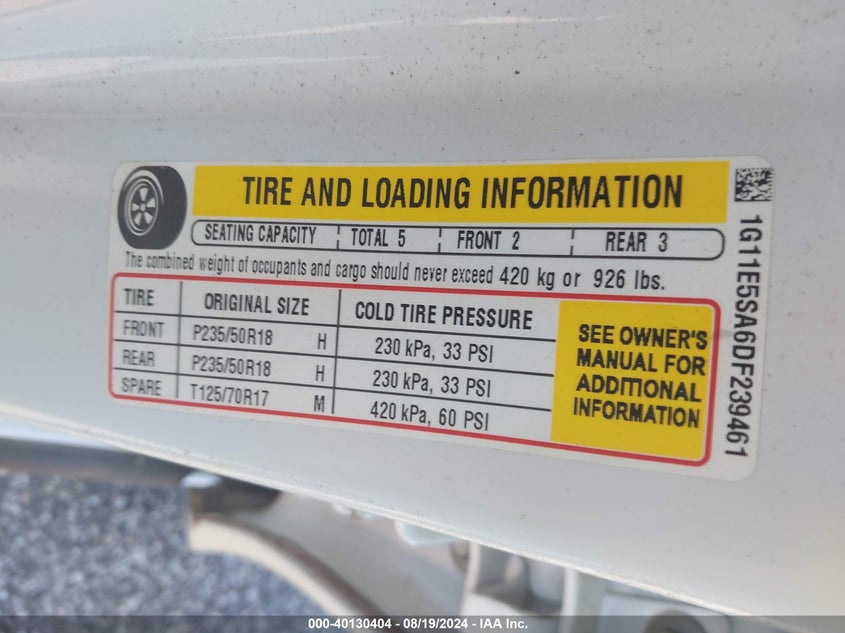 TIRE AND LOADING INFORMATION
SEATING CAPACITY TOTAL 5 FRONT 2 REAR 3
The combined weight of occupants and cargo should never exceed 420 kg or 926 lbs.
TIRE ORIGINAL SIZE COLD TIRE PRESSURE
FRONT P235/50R18 H 230 kPa, 33 PSI
REAR P235/50R18 H 230 kPa, 33 PSI
SPARE T125/70R17 M 420 kPa, 60 PSI
SEE OWNER'S
MANUAL FOR
ADDITIONAL
INFORMATION
1G11E5SA6DF239461
000-40130404 - 08/19/2024 - IAA Inc.